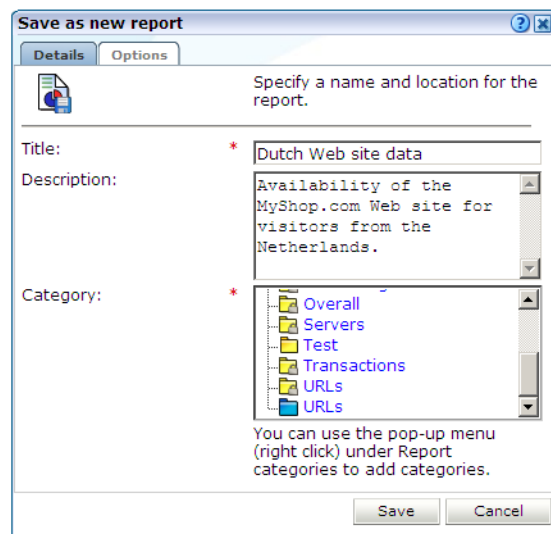 Save as new report
Details Options
Specify a name and location for the
report.
Title: * Dutch Web site data
Description: Availability of the
MyShop.com Web site for
visitors from the
Netherlands.
Category: *
Overall
Servers
Test
Transactions
URLs
URLs
You can use the pop-up menu
(right click) under Report
categories to add categories.
Save Cancel